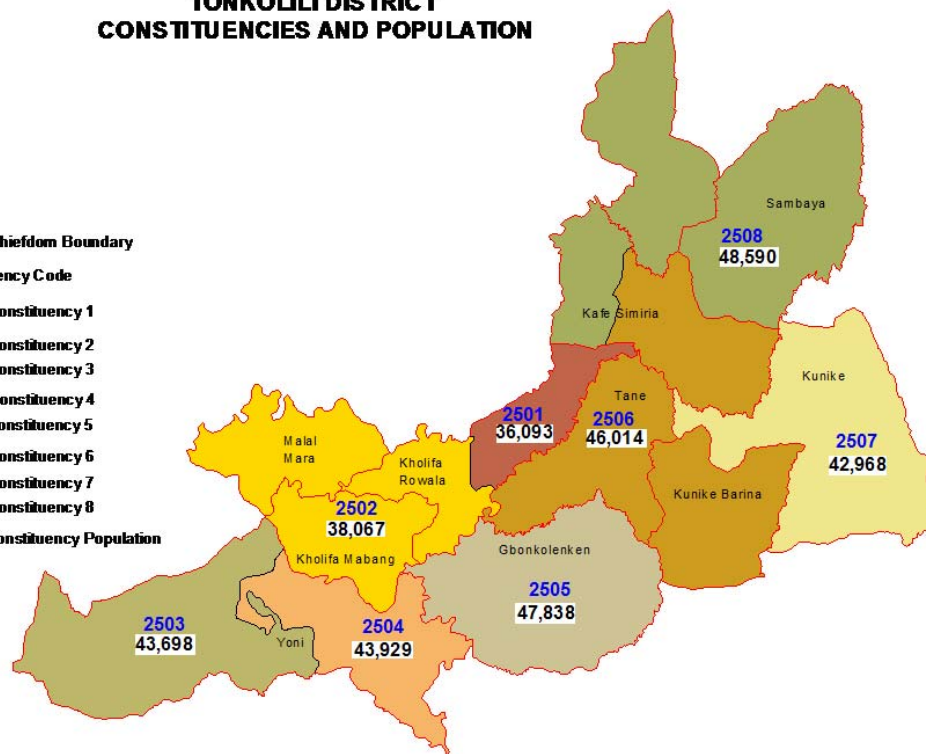 TONKOLILI DISTRICT
CONSTITUENCIES AND POPULATION
hiefdom Boundary
ency Code
onstituency 1
onstituency 2
onstituency 3
onstituency 4
onstituency 5
onstituency 6
onstituency 7
onstituency 8
onstituency Population
Sambaya
2508
48,590
Kafe Simiria
Kunike
2507
42,968
Tane
2506
46,014
2501
36,093
Malal
Mara
Kholifa
Rowala
2502
38,067
Kholifa Mabang
Kunike Barina
Gbonkolenken
2505
47,838
2503
43,698
Yoni
2504
43,929